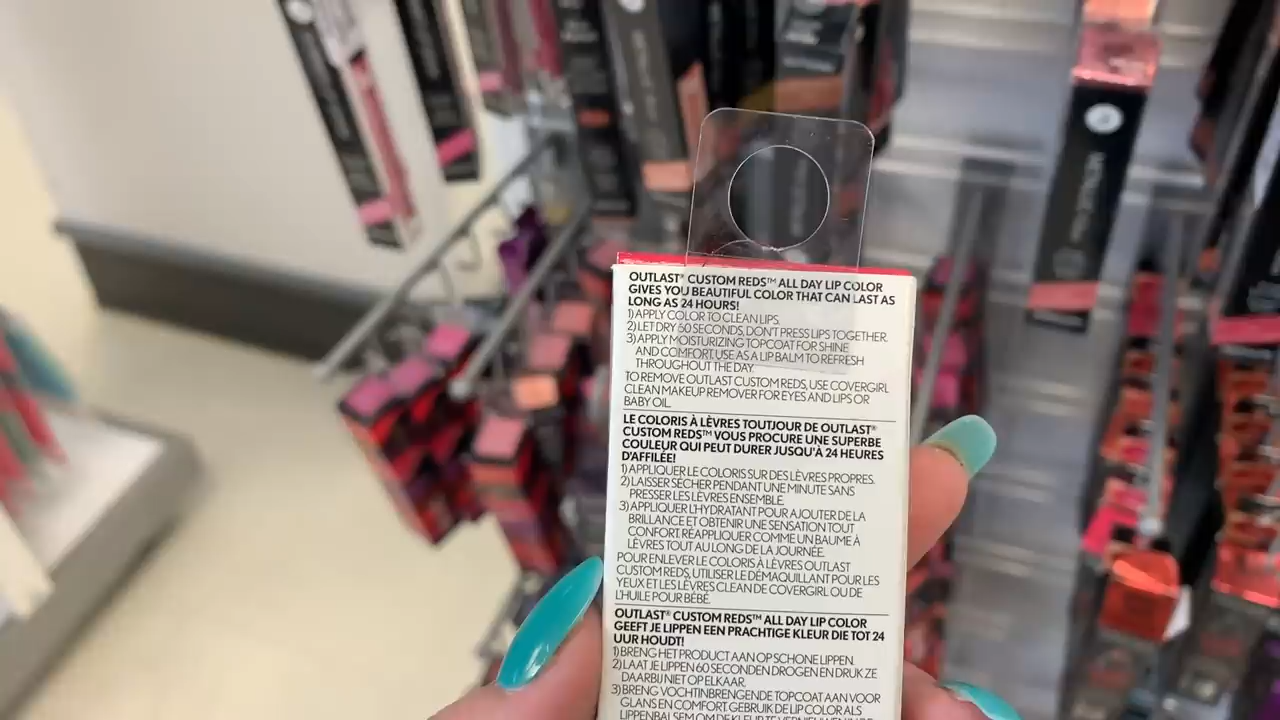 OUTLAST® CUSTOM REDS™ ALL DAY LIP COLOR
GIVES YOU BEAUTIFUL COLOR THAT CAN LAST AS
LONG AS 24 HOURS!
1) APPLY COLOR TO CLEAN LIPS.
2) LET DRY 60 SECONDS, DON'T PRESS LIPS TOGETHER.
3) APPLY MOISTURIZING TOPCOAT FOR SHINE
AND COMFORT. USE AS A LIP BALM TO REFRESH
THROUGHOUT THE DAY.
TO REMOVE OUTLAST CUSTOM REDS, USE COVERGIRL
CLEAN MAKEUP REMOVER FOR EYES AND LIPS OR
BABY OIL.
LE COLORIS À LÈVRES TOUTJOUR DE OUTLAST®
CUSTOM REDS™ VOUS PROCURE UNE SUPERBE
COULEUR QUI PEUT DURER JUSQU'À 24 HEURES
D'AFFILÉE!
1) APPLIQUER LE COLORIS SUR DES LÈVRES PROPRES.
2) LAISSER SÉCHER PENDANT UNE MINUTE SANS
PRESSER LES LÈVRES ENSEMBLE.
3) APPLIQUER L'HYDRATANT POUR AJOUTER DE LA
BRILLANCE ET OBTENIR UNE SENSATION TOUT
CONFORT. RÉAPPLIQUER COMME UN BAUME À
LÈVRES TOUT AU LONG DE LA JOURNÉE.
POUR ENLEVER LE COLORIS À LÈVRES OUTLAST
CUSTOM REDS, UTILISER LE DÉMAQUILLANT POUR LES
YEUX ET LES LÈVRES CLEAN DE COVERGIRL OU DE
L'HUILE POUR BÉBÉ.
OUTLAST® CUSTOM REDS™ ALL DAY LIP COLOR
GEEFT JE LIPPEN EEN PRACHTIGE KLEUR DIE TOT 24
UUR HOUDT!
1) BRENG HET PRODUCT AAN OP SCHONE LIPPEN.
2) LAAT JE LIPPEN 60 SECONDEN DROGEN EN DRUK ZE
DAARBIJ NIET OP ELKAAR.
3) BRENG VOCHTINBRENGENDE TOPCOAT AAN VOOR
GLANS EN COMFORT. GEBRUIK DE LIP COLOR ALS
LIPPENBALSEM OM DE KLEUR TE VERNIEUWEN IN DE